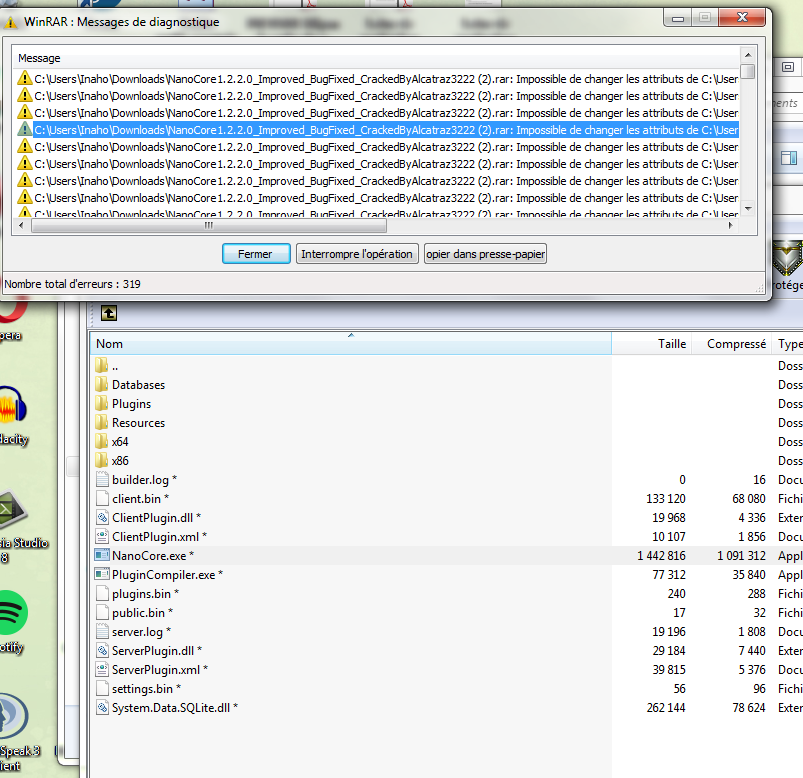 WinRAR : Messages de diagnostique
Message
C:\Users\Inaho\Downloads\NanoCore1.2.2.0_Improved_BugFixed_CrackedByAlcatraz3222 (2).rar: Impossible de changer les attributs de C:\User
C:\Users\Inaho\Downloads\NanoCore1.2.2.0_Improved_BugFixed_CrackedByAlcatraz3222 (2).rar: Impossible de changer les attributs de C:\User
C:\Users\Inaho\Downloads\NanoCore1.2.2.0_Improved_BugFixed_CrackedByAlcatraz3222 (2).rar: Impossible de changer les attributs de C:\User
C:\Users\Inaho\Downloads\NanoCore1.2.2.0_Improved_BugFixed_CrackedByAlcatraz3222 (2).rar: Impossible de changer les attributs de C:\User
C:\Users\Inaho\Downloads\NanoCore1.2.2.0_Improved_BugFixed_CrackedByAlcatraz3222 (2).rar: Impossible de changer les attributs de C:\User
C:\Users\Inaho\Downloads\NanoCore1.2.2.0_Improved_BugFixed_CrackedByAlcatraz3222 (2).rar: Impossible de changer les attributs de C:\User
C:\Users\Inaho\Downloads\NanoCore1.2.2.0_Improved_BugFixed_CrackedByAlcatraz3222 (2).rar: Impossible de changer les attributs de C:\User
C:\Users\Inaho\Downloads\NanoCore1.2.2.0_Improved_BugFixed_CrackedByAlcatraz3222 (2).rar: Impossible de changer les attributs de C:\User
C:\Users\Inaho\Downloads\NanoCore1.2.2.0_Improved_BugFixed_CrackedByAlcatraz3222 (2).rar: Impossible de changer les attributs de C:\User
Fermer Interrompre l'opération opier dans presse-papier
Nombre total d'erreurs : 319
ments
rotége
pera
dacity
sia Studio
8
otify
Speak 3
lient
Nom Taille Compressé Type
.. Doss
Databases Doss
Plugins Doss
Resources Doss
x64 Doss
x86 Doss
builder.log * 0 16 Docu
client.bin * 133 120 68 080 Fichi
ClientPlugin.dll * 19 968 4 336 Exter
ClientPlugin.xml * 10 107 1 856 Docu
NanoCore.exe * 1 442 816 1 091 312 Appl
PluginCompiler.exe * 77 312 35 840 Appl
plugins.bin * 240 288 Fichi
public.bin * 17 32 Fichi
server.log * 19 196 1 808 Docu
ServerPlugin.dll * 29 184 7 440 Exter
ServerPlugin.xml * 39 815 5 376 Docu
settings.bin * 56 96 Fichi
System.Data.SQLite.dll * 262 144 78 624 Exter